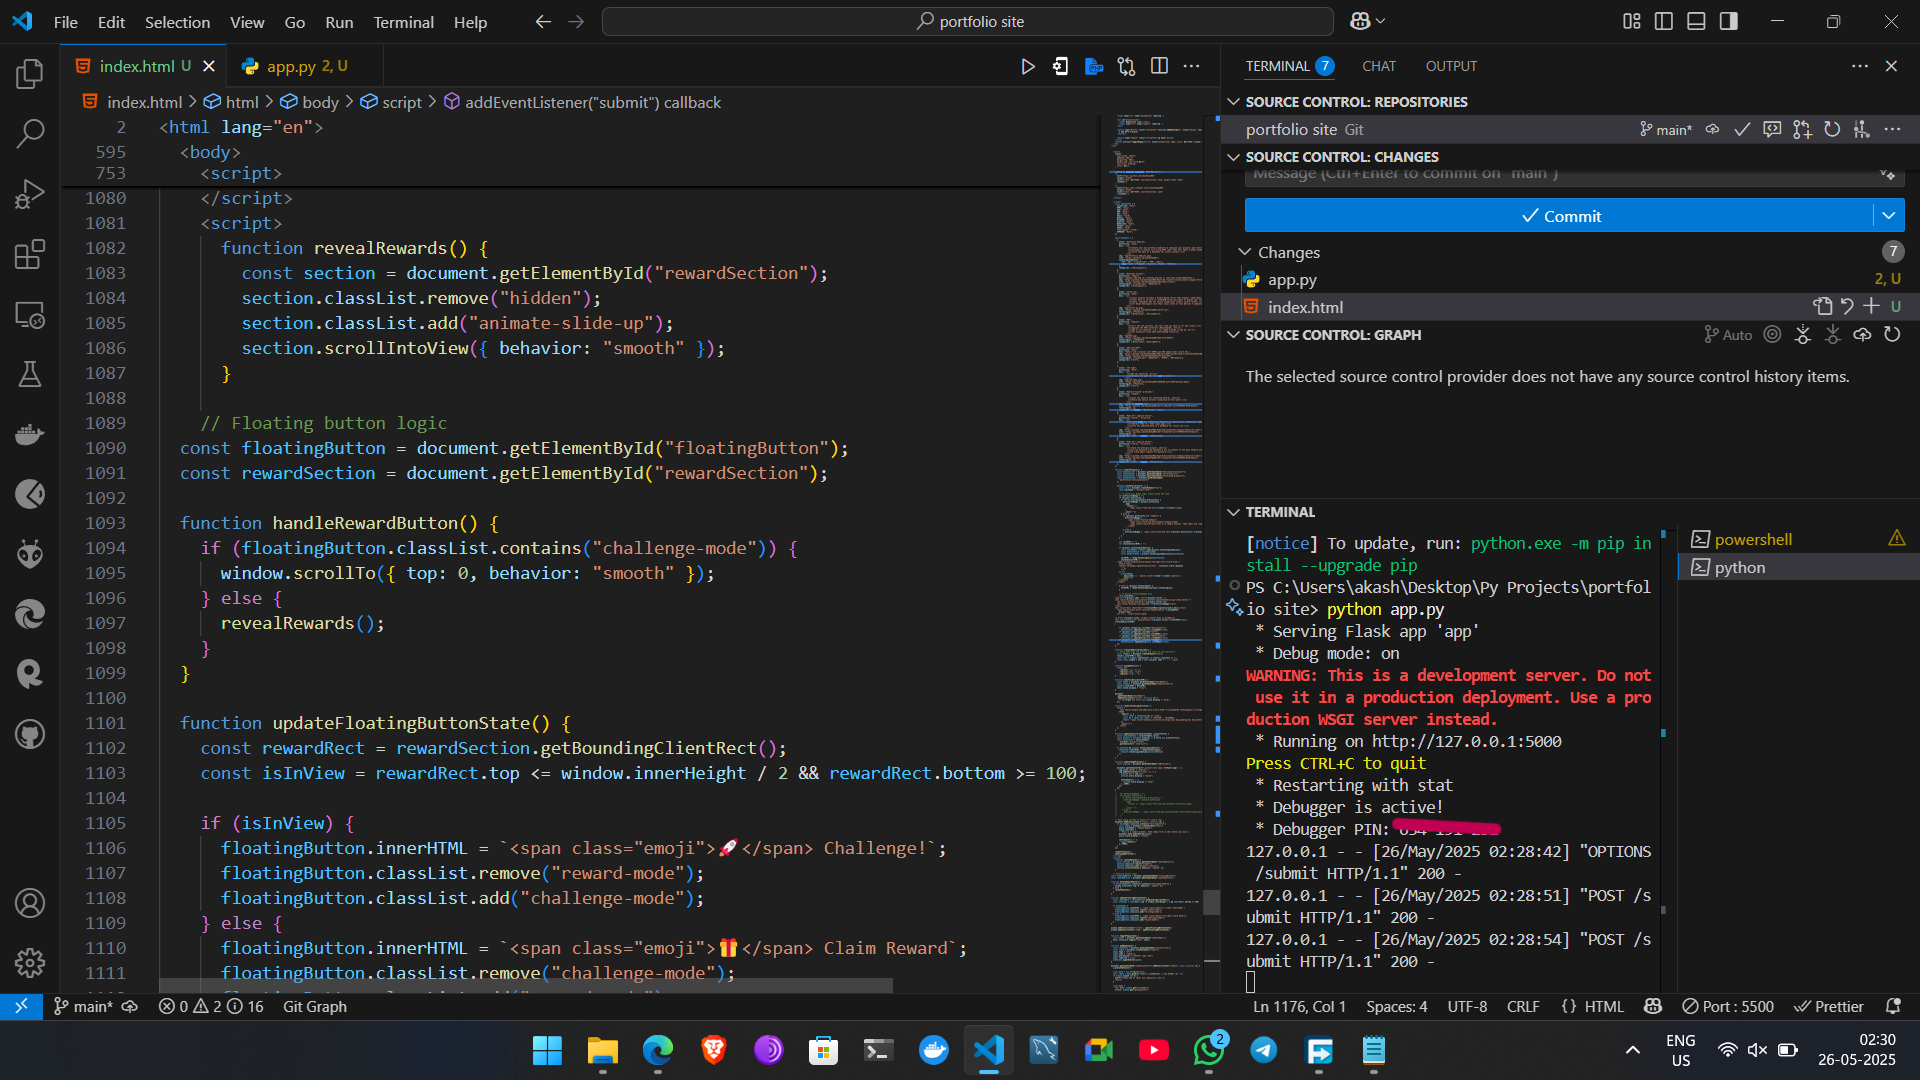 File Edit Selection View Go Run Terminal Help
portfolio site
index.html U
app.py 2, U
index.html > html > body > script > addEventListener("submit") callback
2 <html lang="en">
595 <body>
753 <script>
1080 </script>
1081 <script>
1082 function revealRewards() {
1083 const section = document.getElementById("rewardSection");
1084 section.classList.remove("hidden");
1085 section.classList.add("animate-slide-up");
1086 section.scrollIntoView({ behavior: "smooth" });
1087 }
1088
1089 // Floating button logic
1090 const floatingButton = document.getElementById("floatingButton");
1091 const rewardSection = document.getElementById("rewardSection");
1092
1093 function handleRewardButton() {
1094 if (floatingButton.classList.contains("challenge-mode")) {
1095 window.scrollTo({ top: 0, behavior: "smooth" });
1096 } else {
1097 revealRewards();
1098 }
1099 }
1100
1101 function updateFloatingButtonState() {
1102 const rewardRect = rewardSection.getBoundingClientRect();
1103 const isInView = rewardRect.top <= window.innerHeight / 2 && rewardRect.bottom >= 100;
1104
1105 if (isInView) {
1106 floatingButton.innerHTML = `<span class="emoji">🚀</span> Challenge!`;
1107 floatingButton.classList.remove("reward-mode");
1108 floatingButton.classList.add("challenge-mode");
1109 } else {
1110 floatingButton.innerHTML = `<span class="emoji">🎁</span> Claim Reward`;
1111 floatingButton.classList.remove("challenge-mode");
TERMINAL 7 CHAT OUTPUT
SOURCE CONTROL: REPOSITORIES
portfolio site Git main*
SOURCE CONTROL: CHANGES
Message (Ctrl+Enter to commit on "main")
Commit
Changes 7
app.py 2, U
index.html U
SOURCE CONTROL: GRAPH Auto
The selected source control provider does not have any source control history items.
TERMINAL
powershell
python
[notice] To update, run: python.exe -m pip in
stall --upgrade pip
PS C:\Users\akash\Desktop\Py Projects\portfol
io site> python app.py
* Serving Flask app 'app'
* Debug mode: on
WARNING: This is a development server. Do not
use it in a production deployment. Use a pro
duction WSGI server instead.
* Running on http://127.0.0.1:5000
Press CTRL+C to quit
* Restarting with stat
* Debugger is active!
* Debugger PIN:
127.0.0.1 - - [26/May/2025 02:28:42] "OPTIONS
/submit HTTP/1.1" 200 -
127.0.0.1 - - [26/May/2025 02:28:51] "POST /s
ubmit HTTP/1.1" 200 -
127.0.0.1 - - [26/May/2025 02:28:54] "POST /s
ubmit HTTP/1.1" 200 -
main* 0 2 16 Git Graph
Ln 1176, Col 1 Spaces: 4 UTF-8 CRLF {} HTML Port : 5500 Prettier
2
ENG
US
02:30
26-05-2025